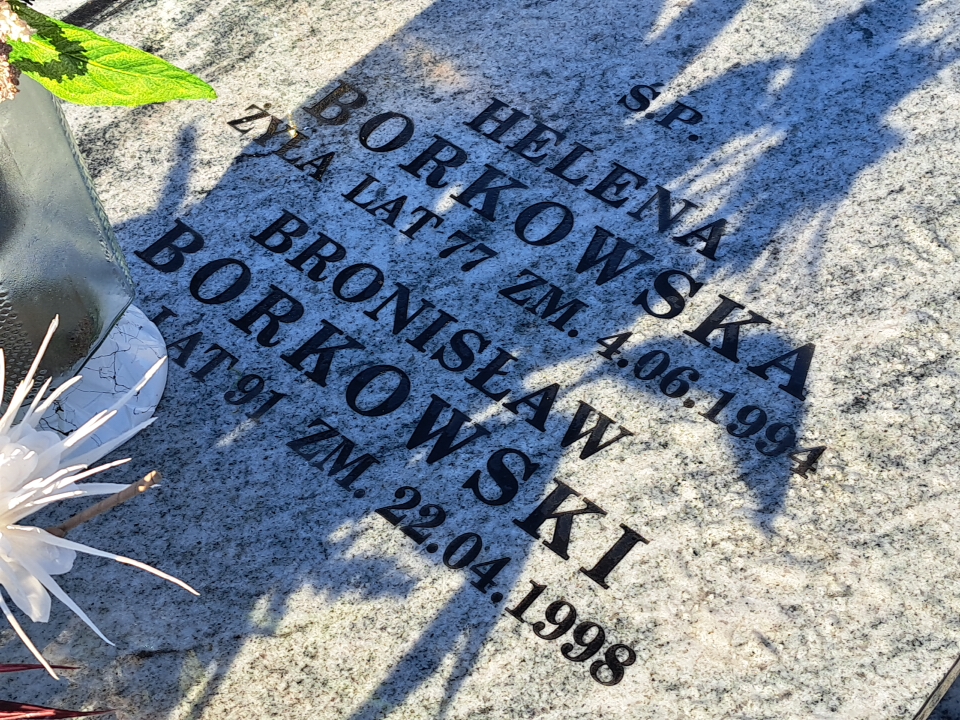 Ś.P.
HELENA
BORKOWSKA
ŻYŁA LAT 77 ZM. 4.06.1994
BRONISŁAW
BORKOWSKI
LAT 91 ZM. 22.04.1998